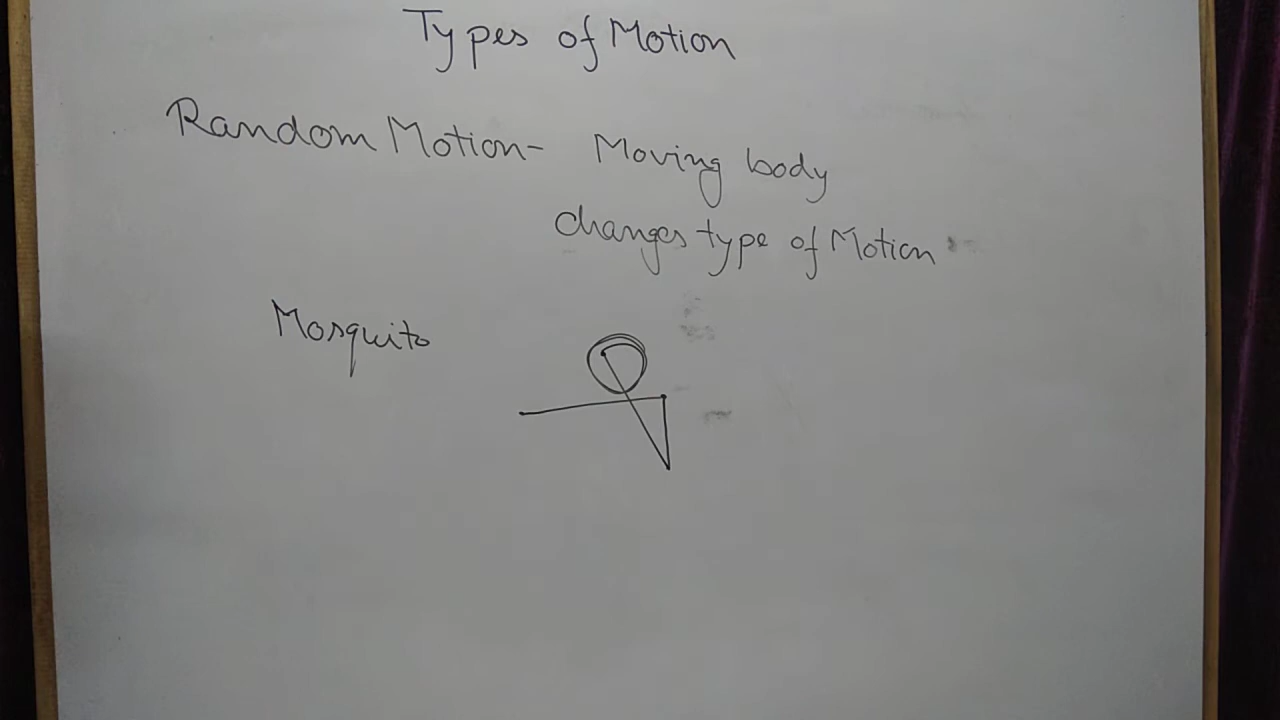 Types of Motion
Random Motion- Moving body
changes type of Motion
Mosquito